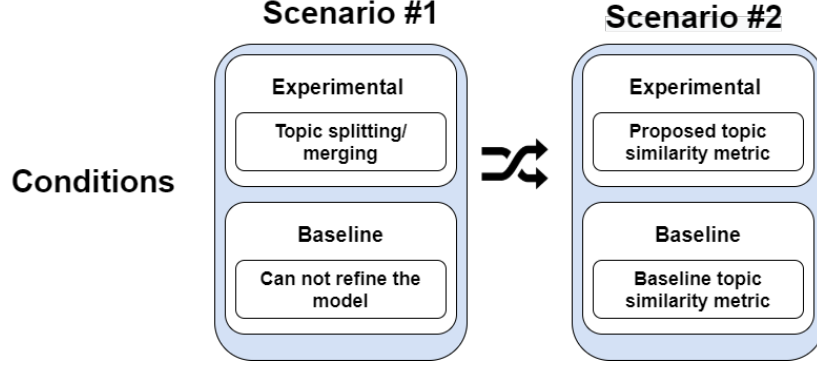 Scenario #1
Scenario #2
Experimental
Topic splitting/
merging
Experimental
Proposed topic
similarity metric
Conditions
Baseline
Can not refine the
model
Baseline
Baseline topic
similarity metric